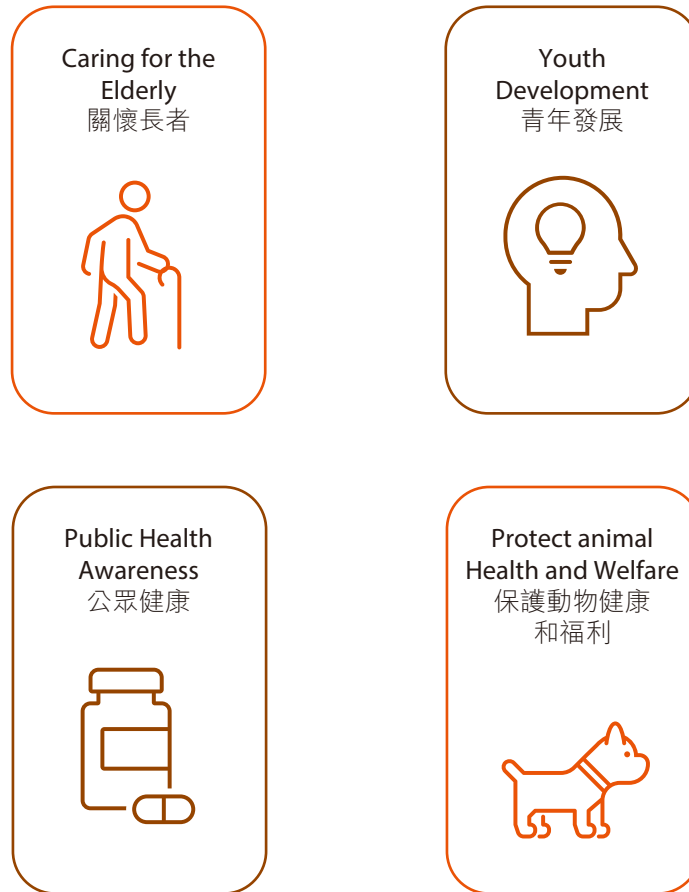 Caring for the
Elderly
關懷長者
Youth
Development
青年發展
Public Health
Awareness
公眾健康
Protect animal
Health and Welfare
保護動物健康
和福利